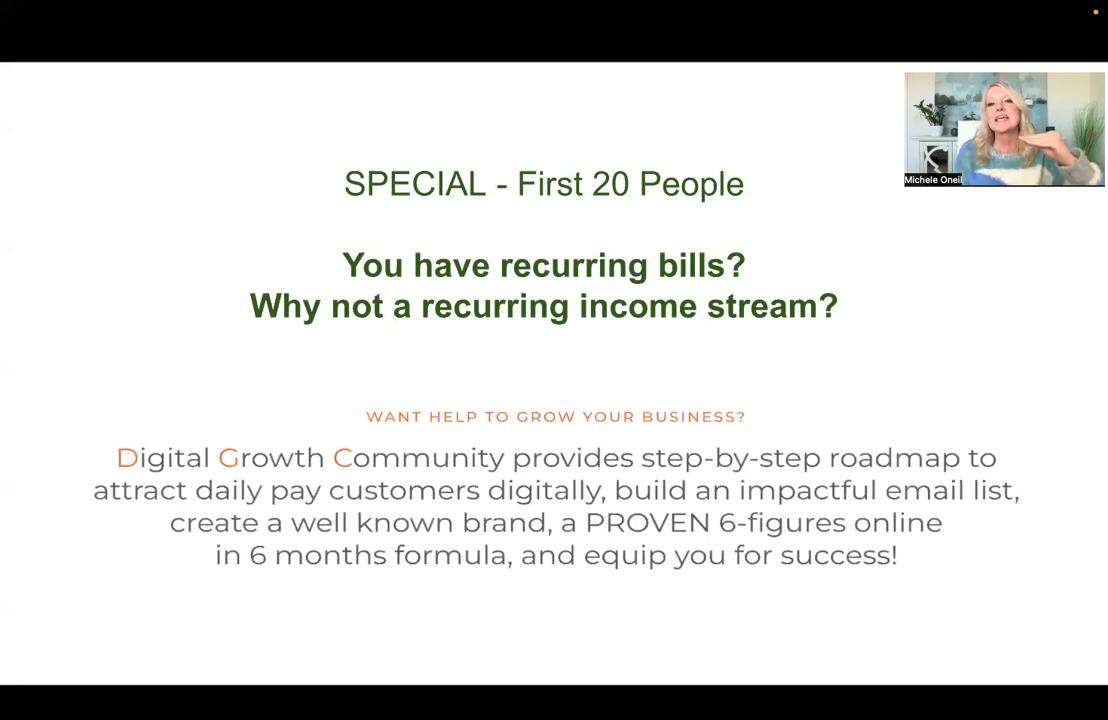 SPECIAL - First 20 People
You have recurring bills?
Why not a recurring income stream?
WANT HELP TO GROW YOUR BUSINESS?
Digital Growth Community provides step-by-step roadmap to
attract daily pay customers digitally, build an impactful email list,
create a well known brand, a PROVEN 6-figures online
in 6 months formula, and equip you for success!
Michele Oneil